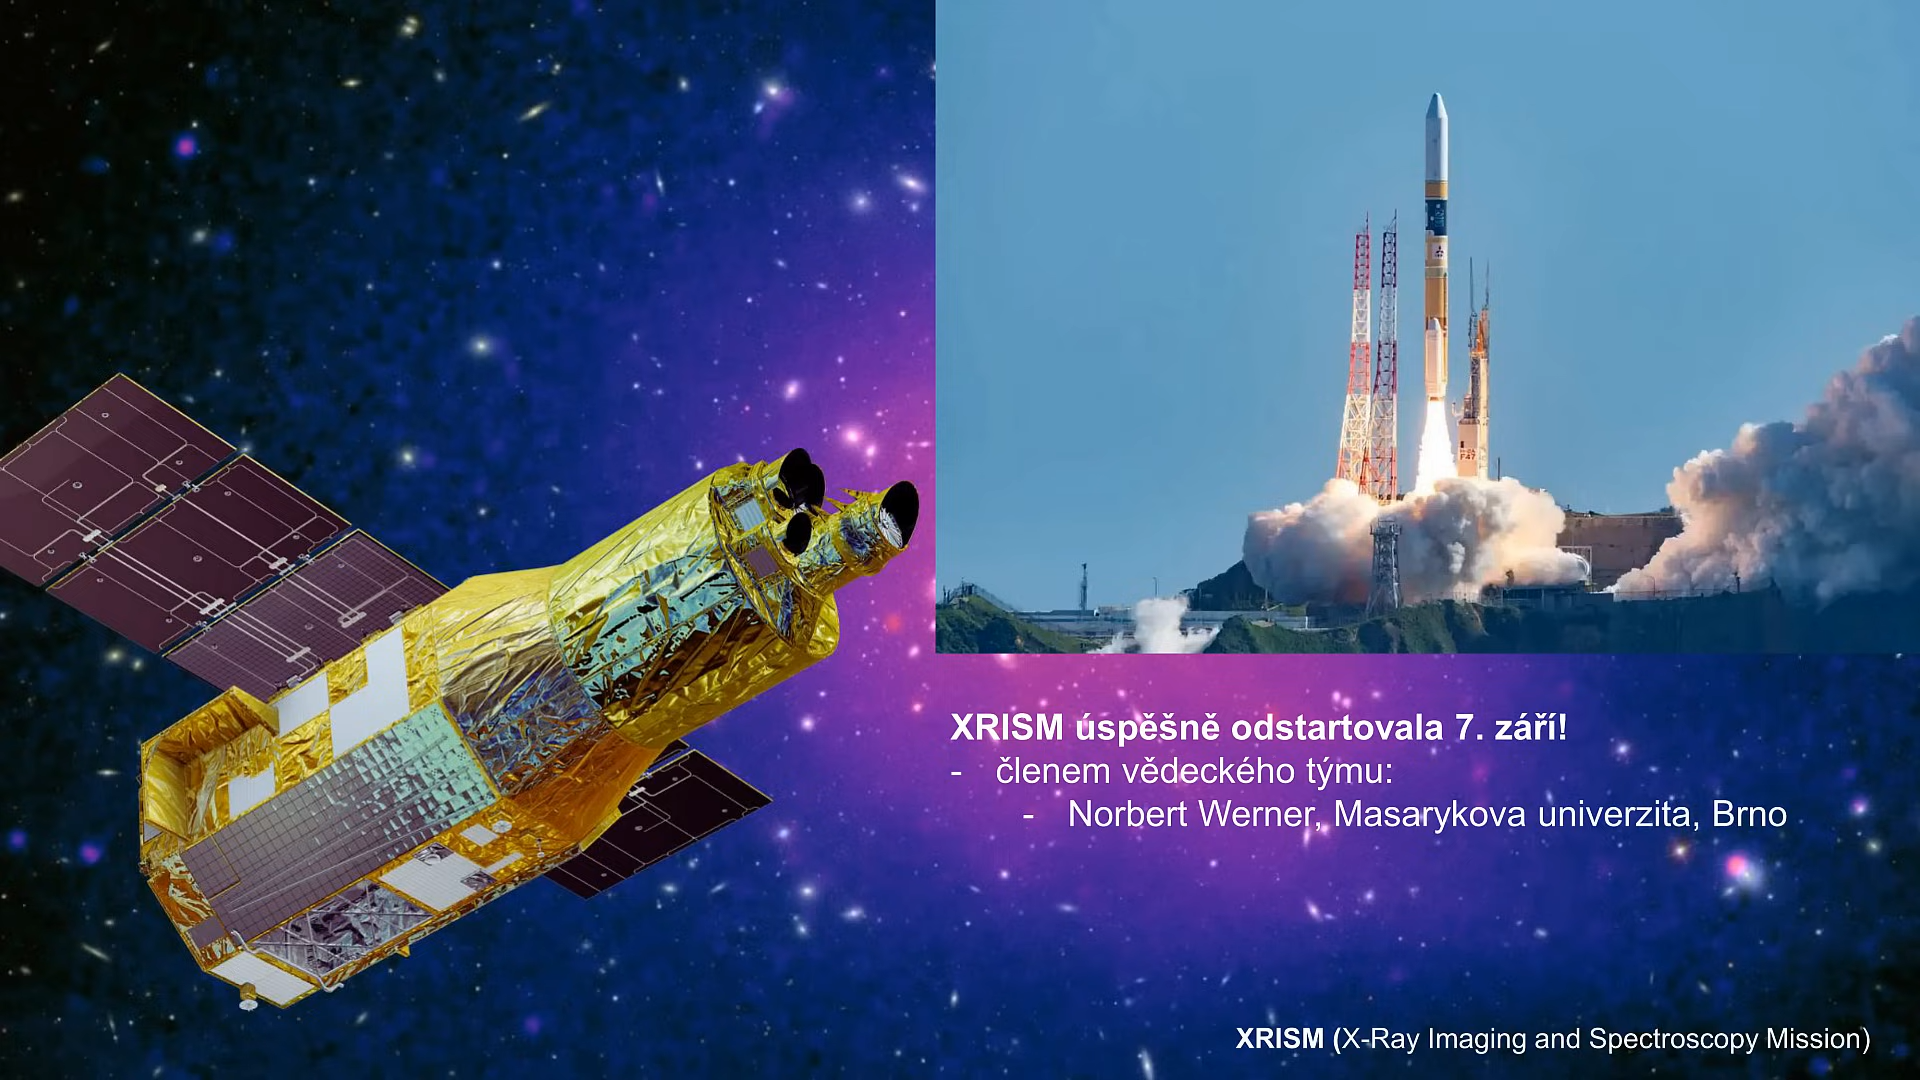 XRISM úspěšně odstartovala 7. září!
- členem vědeckého týmu:
- Norbert Werner, Masarykova univerzita, Brno
XRISM (X-Ray Imaging and Spectroscopy Mission)